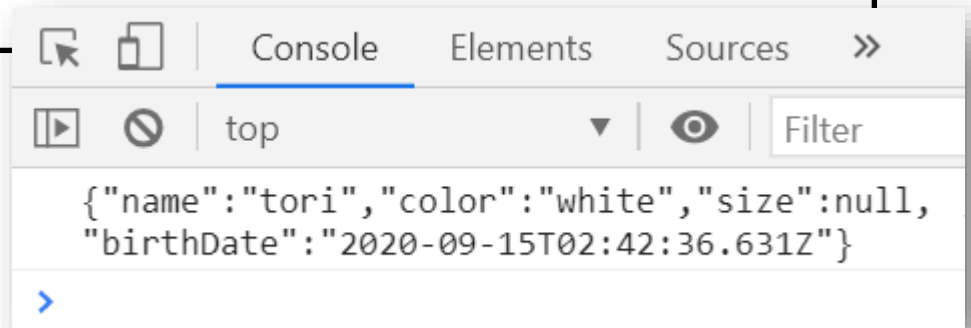 Console Elements Sources »
top ▼ Filter
{"name":"tori","color":"white","size":null,
"birthDate":"2020-09-15T02:42:36.631Z"}
>